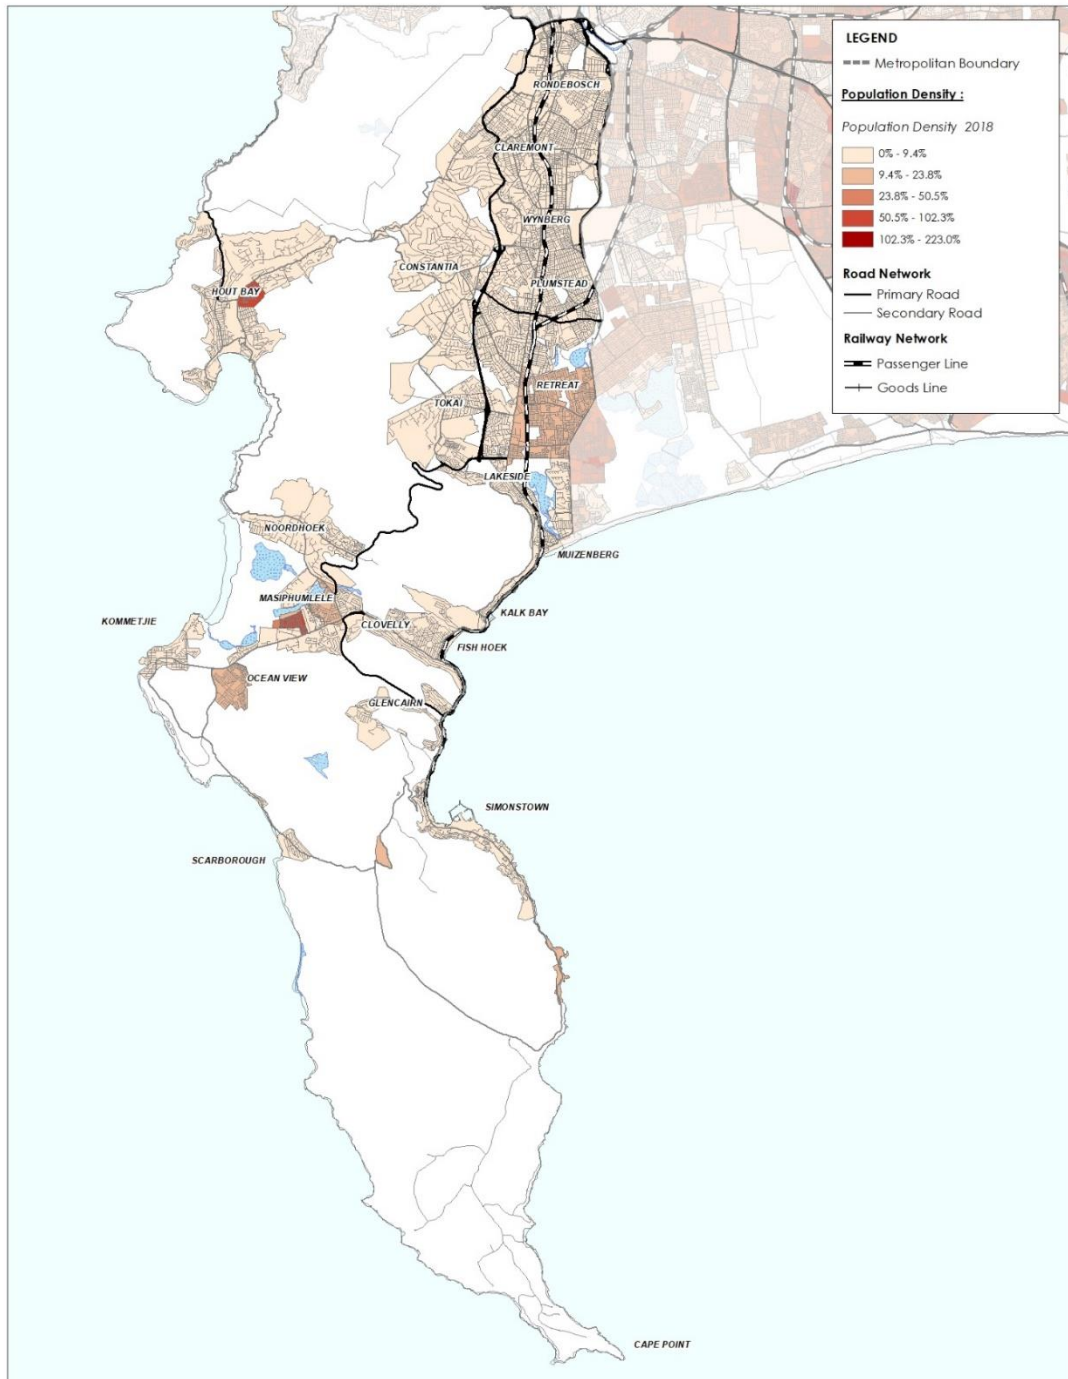 LEGEND
Metropolitan Boundary
Population Density :
Population Density 2018
0% - 9.4%
9.4% - 23.8%
23.8% - 50.5%
50.5% - 102.3%
102.3% - 223.0%
Road Network
Primary Road
Secondary Road
Railway Network
Passenger Line
Goods Line
RONDEBOSCH
CLAREMONT
WYNBERG
CONSTANTIA
PLUMSTEAD
HOUT BAY
RETREAT
TOKAI
LAKESIDE
NOORDHOEK
MUIZENBERG
MASIPHUMLELE
KALK BAY
KOMMETJIE
CLOVELLY
FISH HOEK
OCEAN VIEW
GLENCAIRN
SIMONSTOWN
SCARBOROUGH
CAPE POINT